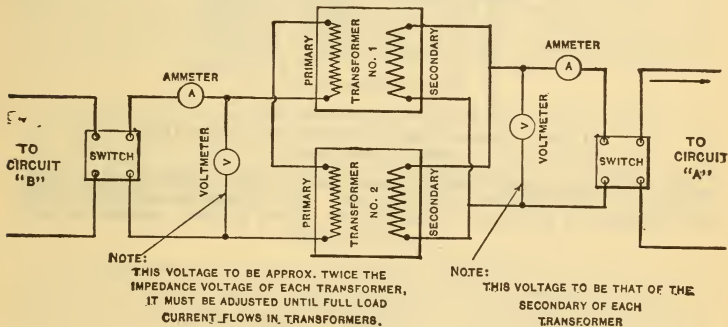 AMMETER
A
TO
CIRCUIT
"B"
SWITCH
VOLTMETER
V
PRIMARY
TRANSFORMER
NO. 1
SECONDARY
PRIMARY
TRANSFORMER
NO. 2
SECONDARY
AMMETER
A
VOLTMETER
V
SWITCH
TO
CIRCUIT
"A"
NOTE:
THIS VOLTAGE TO BE APPROX. TWICE THE
IMPEDANCE VOLTAGE OF EACH TRANSFORMER,
IT MUST BE ADJUSTED UNTIL FULL LOAD
CURRENT FLOWS IN TRANSFORMERS.
NOTE:
THIS VOLTAGE TO BE THAT OF THE
SECONDARY OF EACH
TRANSFORMER